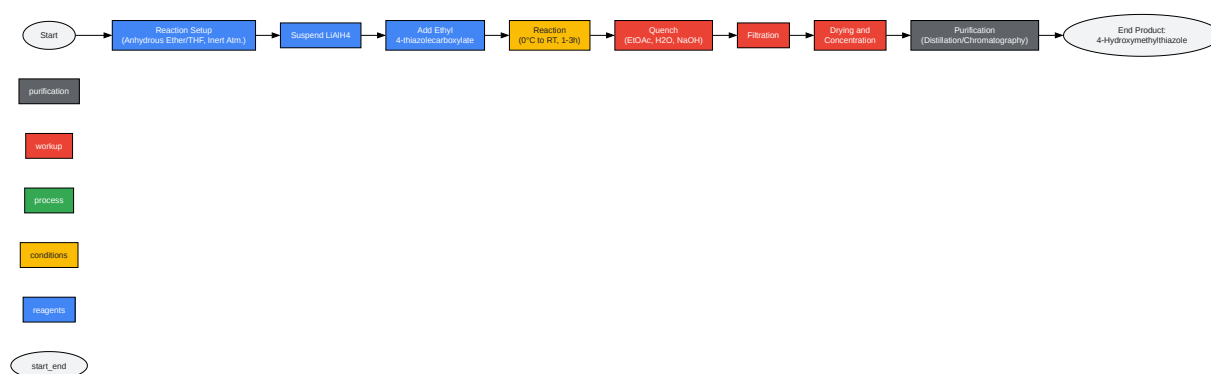 Start
Reaction Setup
(Anhydrous Ether/THF, Inert Atm.)
Suspend LiAlH4
Add Ethyl
4-thiazolecarboxylate
Reaction
(0°C to RT, 1-3h)
Quench
(EtOAc, H2O, NaOH)
Filtration
Drying and
Concentration
Purification
(Distillation/Chromatography)
End Product:
4-Hydroxymethylthiazole
purification
workup
process
conditions
reagents
start_end